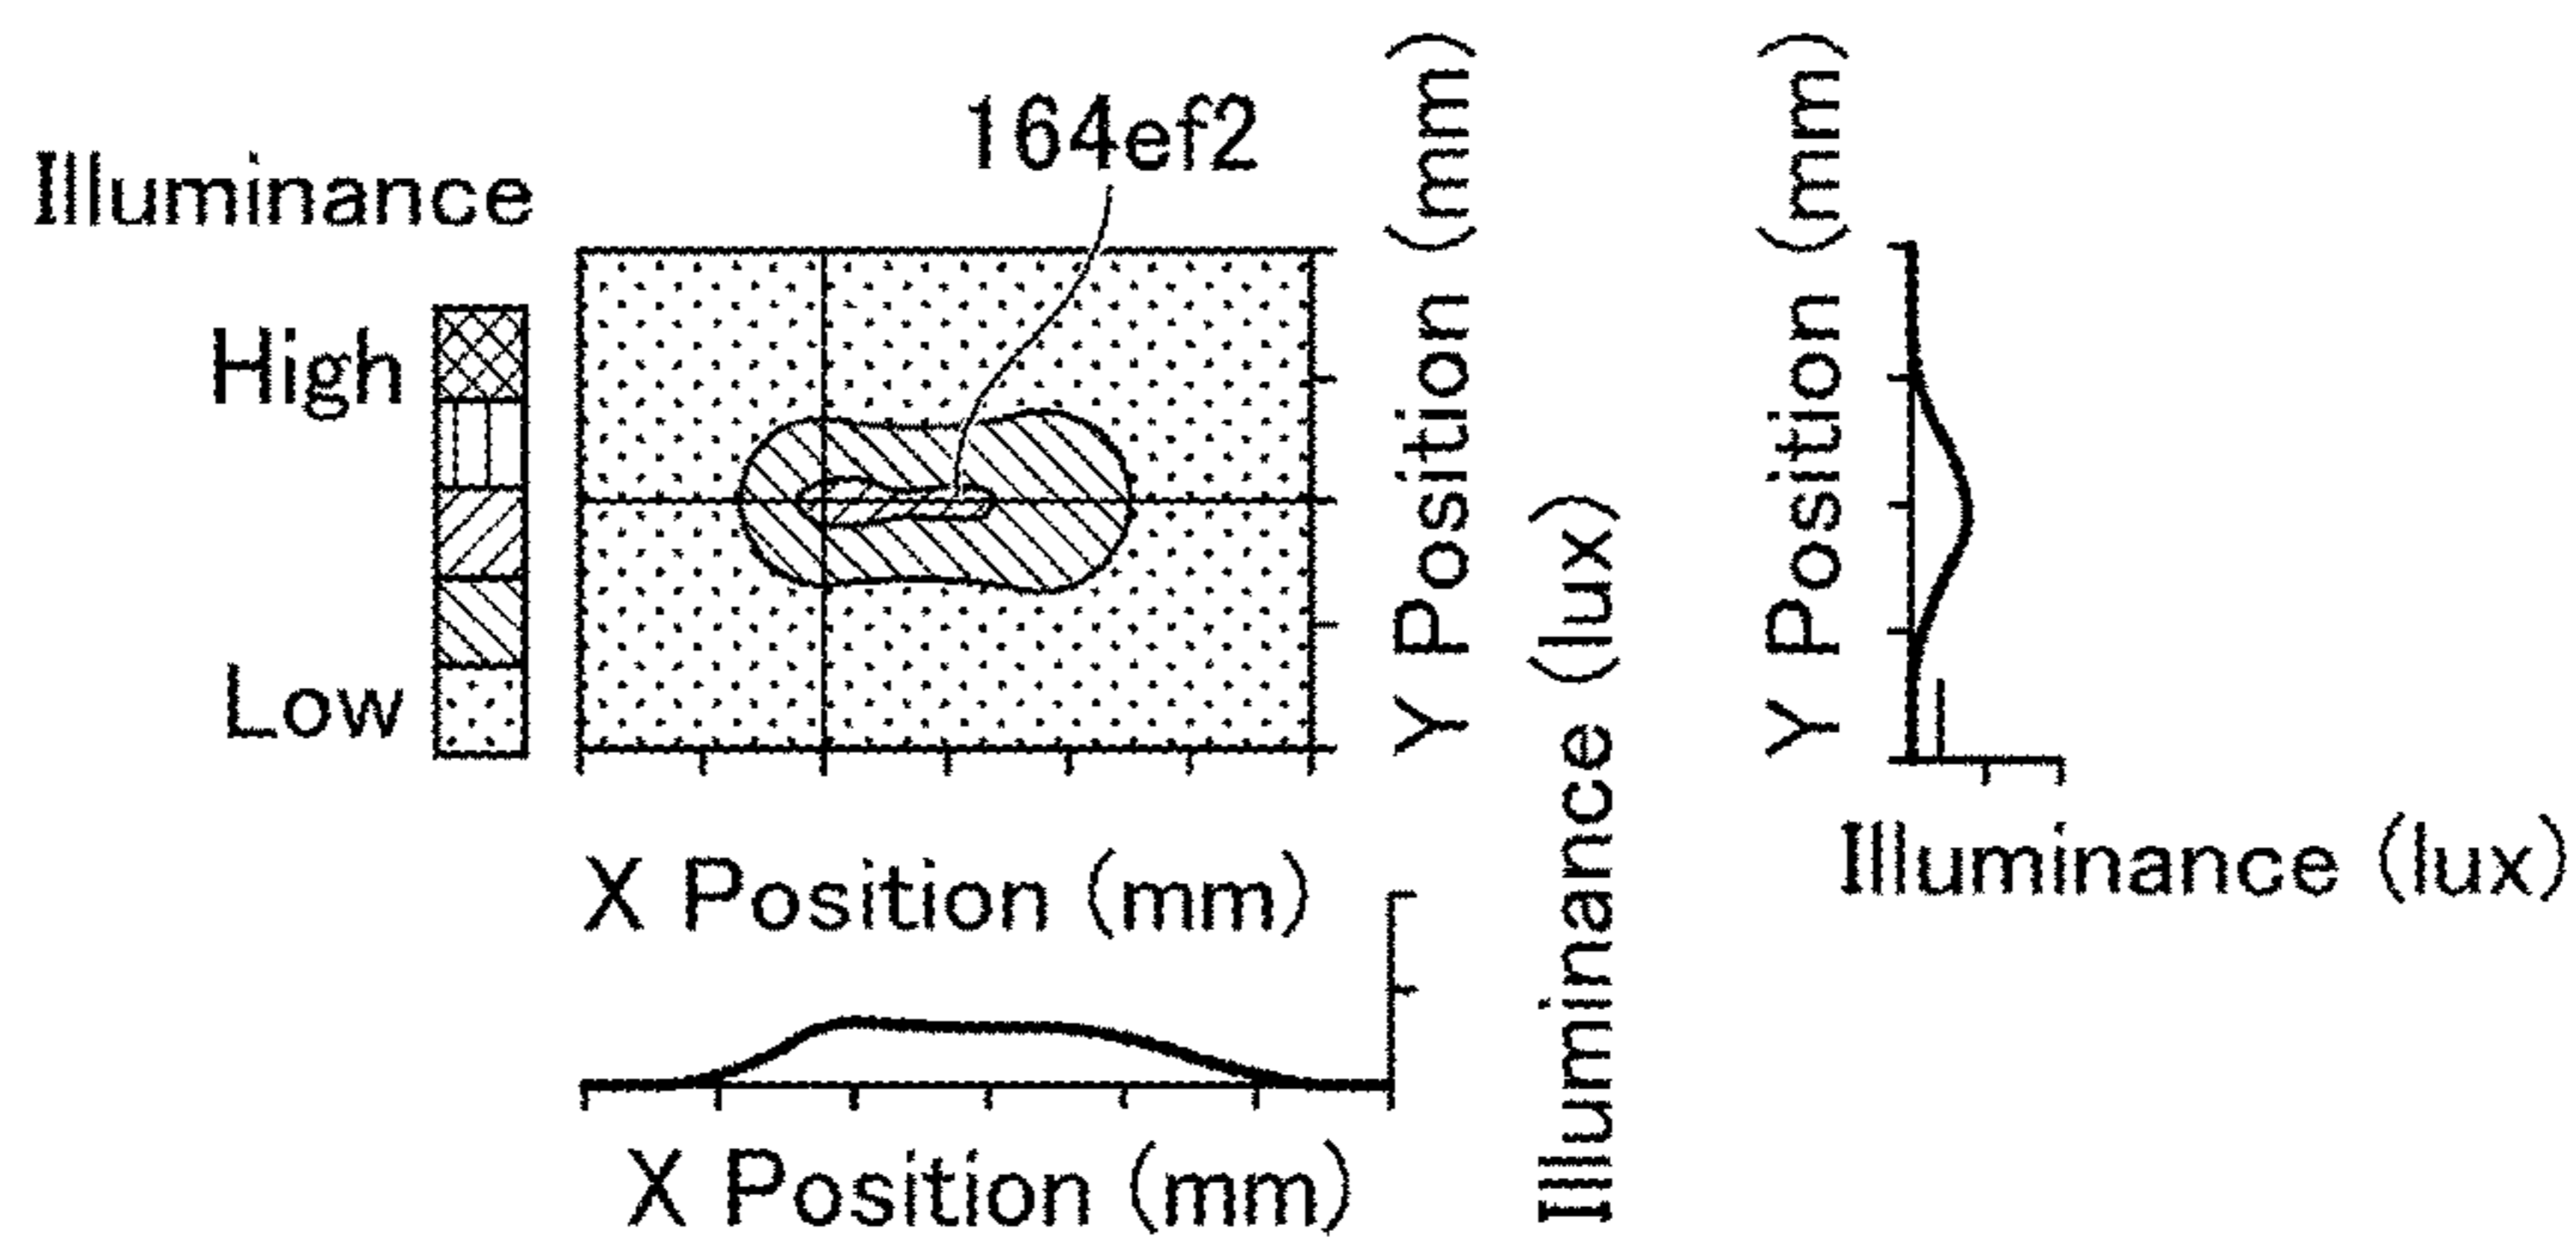 164ef2
Illuminance
High
Low
X Position (mm)
Y Position (mm)
X Position (mm)
Illuminance (lux)
Y Position (mm)
Illuminance (lux)